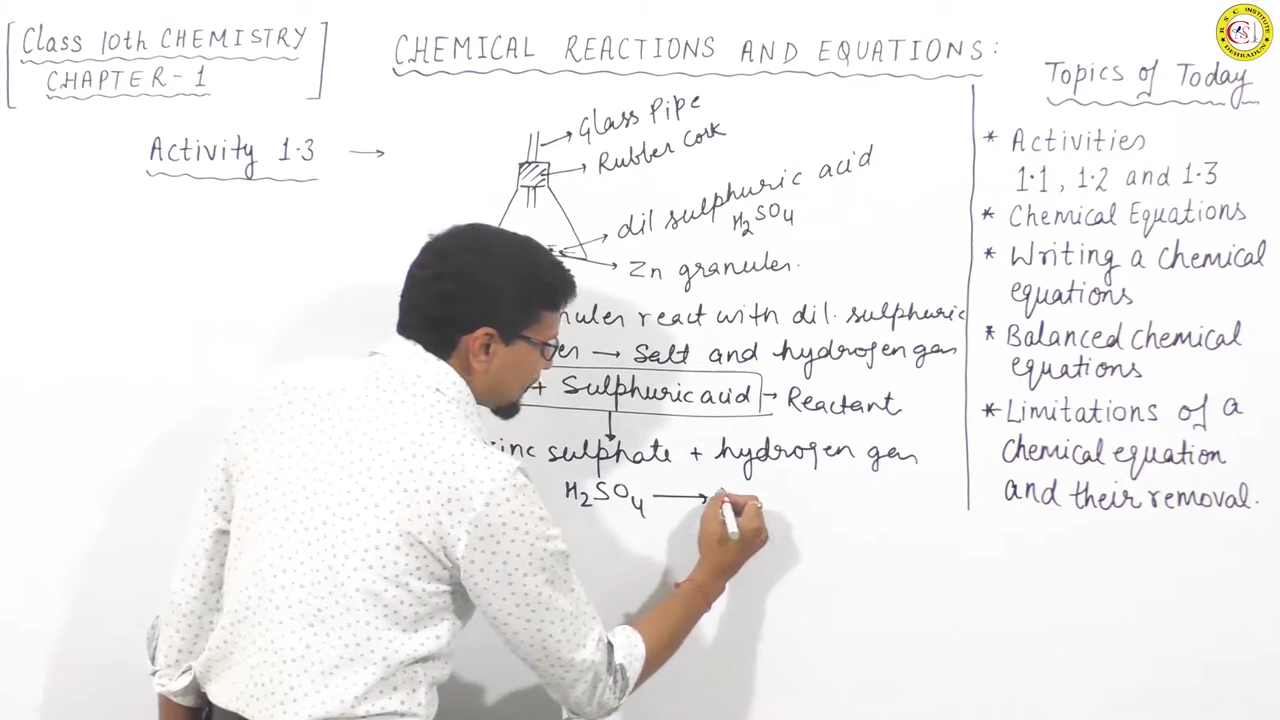 Class 10th CHEMISTRY
CHAPTER-1
CHEMICAL REACTIONS AND EQUATIONS:
RSC INSTITUTE
DEHRADUN
Activity 1.3 →
Glass Pipe
Rubber Cork
dil sulphuric acid
H₂SO₄
Zn granules.
react with dil. sulphuric
→ Salt and hydrogen gas
+ Sulphuric acid → Reactant
sulphate + hydrogen gas
H₂SO₄ →
Topics of Today
* Activities
1.1, 1.2 and 1.3
* Chemical Equations
* Writing a chemical
equations
* Balanced chemical
equations
* Limitations of a
chemical equation
and their removal.